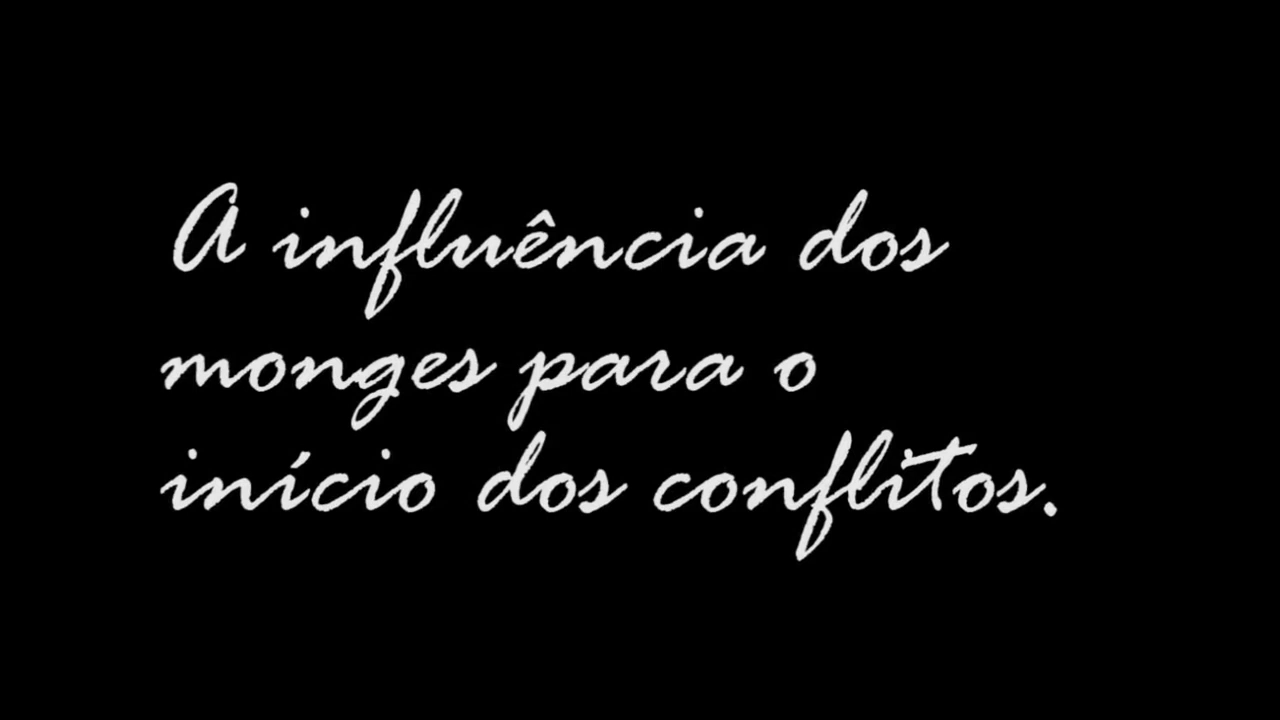 A influência dos
monges para o
início dos conflitos.